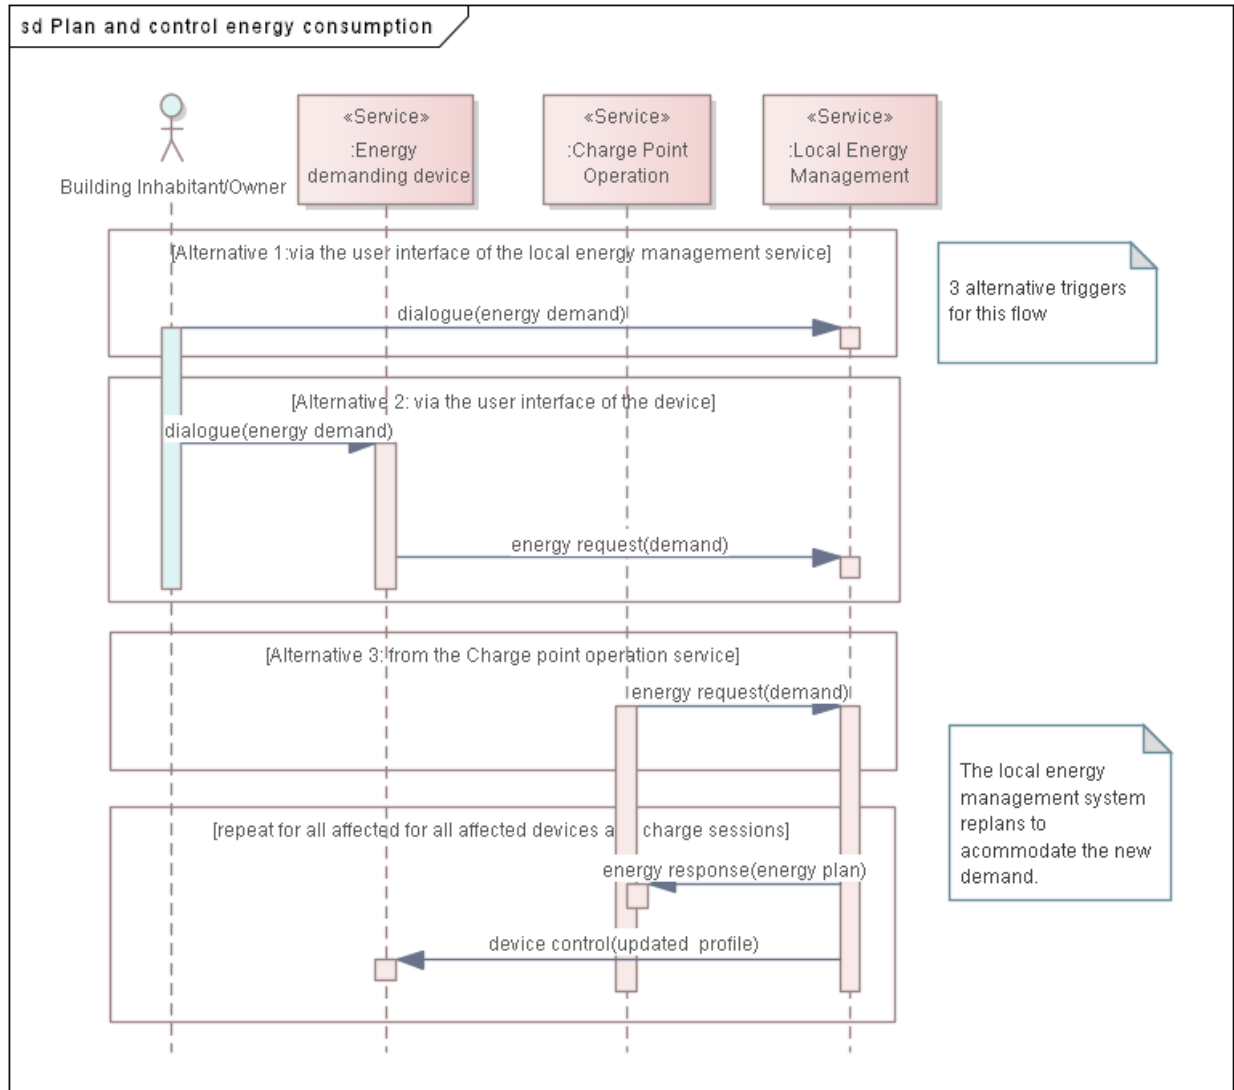 sd Plan and control energy consumption
«Service»
:Energy
demanding device
«Service»
:Charge Point
Operation
«Service»
:Local Energy
Management
Building Inhabitant/Owner
[Alternative 1:via the user interface of the local energy management service]
3 alternative triggers
for this flow
dialogue(energy demand)
[Alternative 2: via the user interface of the device]
dialogue(energy demand)
energy request(demand)
[Alternative 3: from the Charge point operation service]
energy request(demand)
The local energy
management system
replans to
acommodate the new
demand.
[repeat for all affected for all affected devices a charge sessions]
energy response(energy plan)
device control(updated profile)